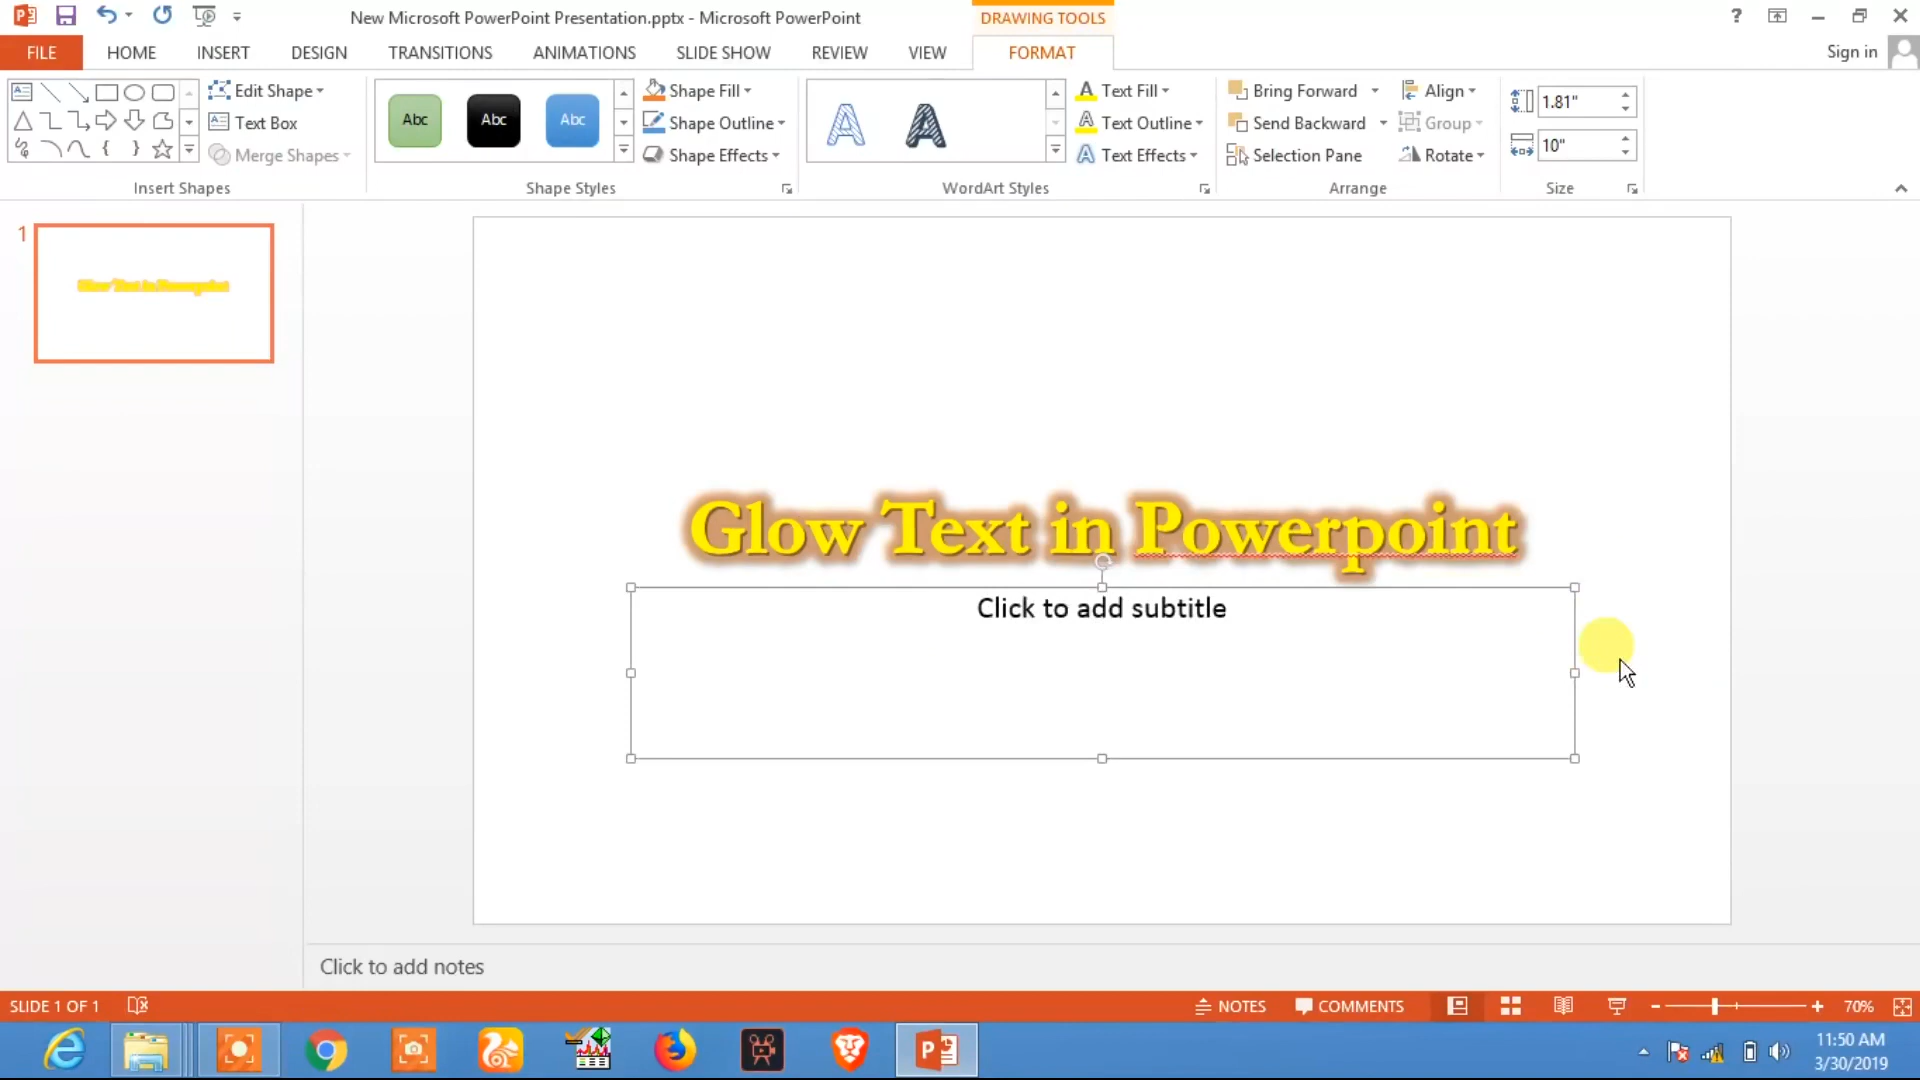 New Microsoft PowerPoint Presentation.pptx - Microsoft PowerPoint
DRAWING TOOLS
?
FILE
HOME
INSERT
DESIGN
TRANSITIONS
ANIMATIONS
SLIDE SHOW
REVIEW
VIEW
FORMAT
Sign in
Edit Shape
Text Box
Merge Shapes
Insert Shapes
Abc
Abc
Abc
Shape Fill
Shape Outline
Shape Effects
Shape Styles
Text Fill
Text Outline
Text Effects
WordArt Styles
Bring Forward
Send Backward
Selection Pane
Align
Group
Rotate
Arrange
1.81"
10"
Size
1
Glow Text in Powerpoint
Glow Text in Powerpoint
Click to add subtitle
Click to add notes
SLIDE 1 OF 1
NOTES
COMMENTS
70%
11:50 AM
3/30/2019